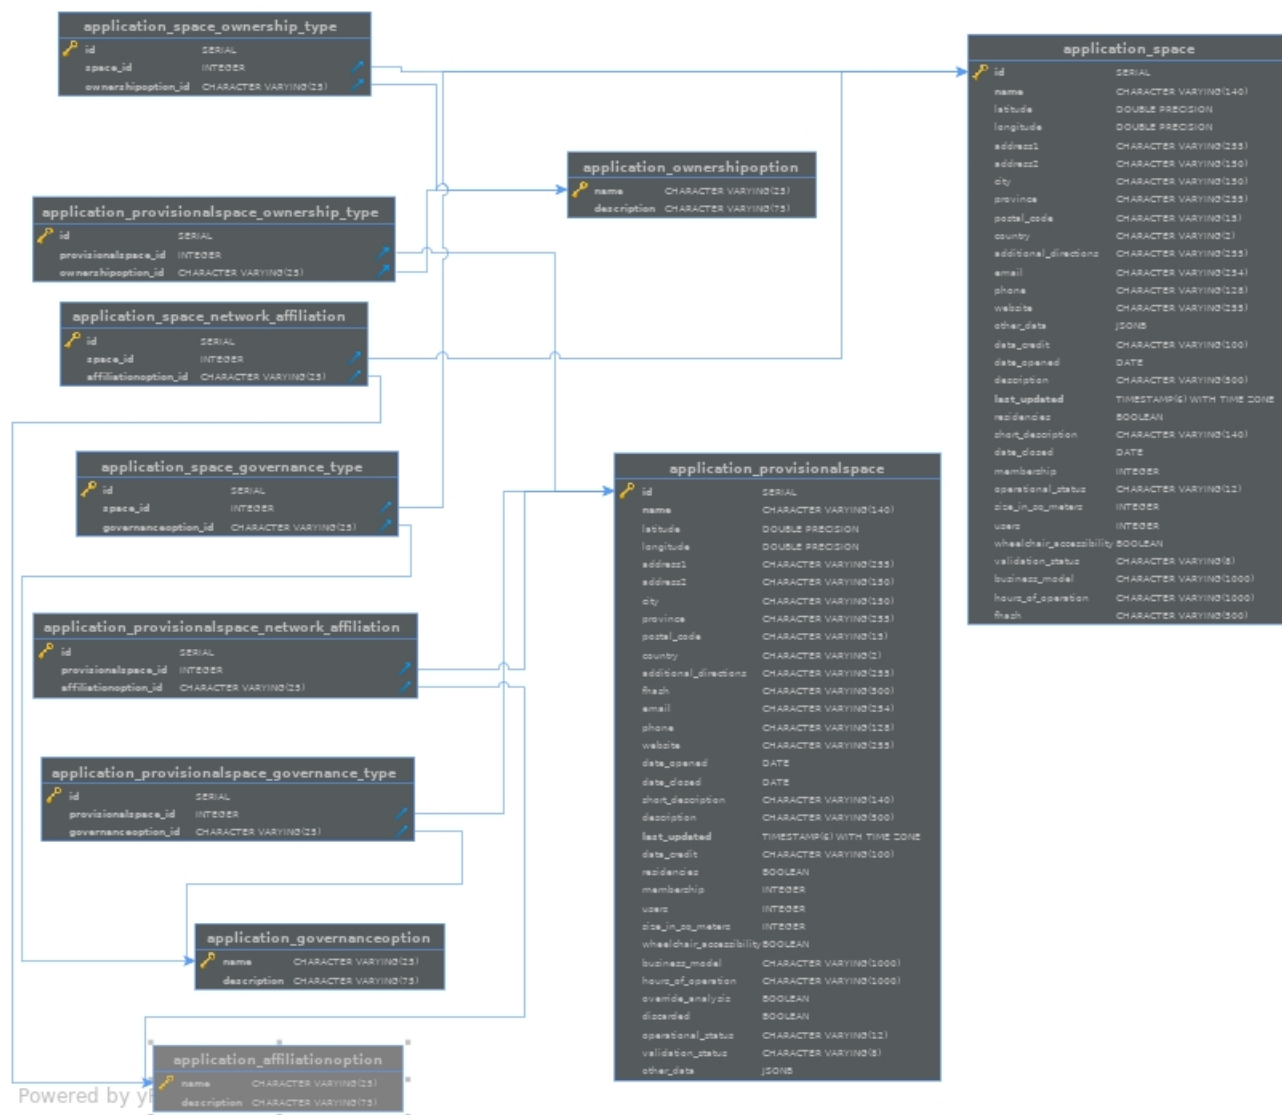 application_space_ownership_type
id SERIAL
space_id INTEGER
ownershipoption_id CHARACTER VARYING(25)
application_space
id SERIAL
name CHARACTER VARYING(140)
latitude DOUBLE PRECISION
longitude DOUBLE PRECISION
address1 CHARACTER VARYING(255)
address2 CHARACTER VARYING(150)
city CHARACTER VARYING(150)
province CHARACTER VARYING(255)
postal_code CHARACTER VARYING(15)
country CHARACTER VARYING(2)
additional_directions CHARACTER VARYING(255)
email CHARACTER VARYING(254)
phone CHARACTER VARYING(128)
website CHARACTER VARYING(255)
other_data JSONB
data_credit CHARACTER VARYING(100)
date_opened DATE
description CHARACTER VARYING(500)
last_updated TIMESTAMP(6) WITH TIME ZONE
residencies BOOLEAN
short_description CHARACTER VARYING(140)
date_closed DATE
membership INTEGER
operational_status CHARACTER VARYING(12)
size_in_sq_meters INTEGER
users INTEGER
wheelchair_accessibility BOOLEAN
validation_status CHARACTER VARYING(8)
business_model CHARACTER VARYING(1000)
hours_of_operation CHARACTER VARYING(1000)
fhash CHARACTER VARYING(500)
application_ownershipoption
name CHARACTER VARYING(25)
description CHARACTER VARYING(75)
application_provisionalspace_ownership_type
id SERIAL
provisionalspace_id INTEGER
ownershipoption_id CHARACTER VARYING(25)
application_space_network_affiliation
id SERIAL
space_id INTEGER
affiliationoption_id CHARACTER VARYING(25)
application_space_governance_type
id SERIAL
space_id INTEGER
governanceoption_id CHARACTER VARYING(25)
application_provisionalspace
id SERIAL
name CHARACTER VARYING(140)
latitude DOUBLE PRECISION
longitude DOUBLE PRECISION
address1 CHARACTER VARYING(255)
address2 CHARACTER VARYING(150)
city CHARACTER VARYING(150)
province CHARACTER VARYING(255)
postal_code CHARACTER VARYING(15)
country CHARACTER VARYING(2)
additional_directions CHARACTER VARYING(255)
fhash CHARACTER VARYING(500)
email CHARACTER VARYING(254)
phone CHARACTER VARYING(128)
website CHARACTER VARYING(255)
date_opened DATE
date_closed DATE
short_description CHARACTER VARYING(140)
description CHARACTER VARYING(500)
last_updated TIMESTAMP(6) WITH TIME ZONE
data_credit CHARACTER VARYING(100)
residencies BOOLEAN
membership INTEGER
users INTEGER
size_in_sq_meters INTEGER
wheelchair_accessibility BOOLEAN
business_model CHARACTER VARYING(1000)
hours_of_operation CHARACTER VARYING(1000)
override_analysis BOOLEAN
discarded BOOLEAN
operational_status CHARACTER VARYING(12)
validation_status CHARACTER VARYING(8)
other_data JSONB
application_provisionalspace_network_affiliation
id SERIAL
provisionalspace_id INTEGER
affiliationoption_id CHARACTER VARYING(25)
application_provisionalspace_governance_type
id SERIAL
provisionalspace_id INTEGER
governanceoption_id CHARACTER VARYING(25)
application_governanceoption
name CHARACTER VARYING(25)
description CHARACTER VARYING(75)
application_affiliationoption
name CHARACTER VARYING(25)
description CHARACTER VARYING(75)
Powered by